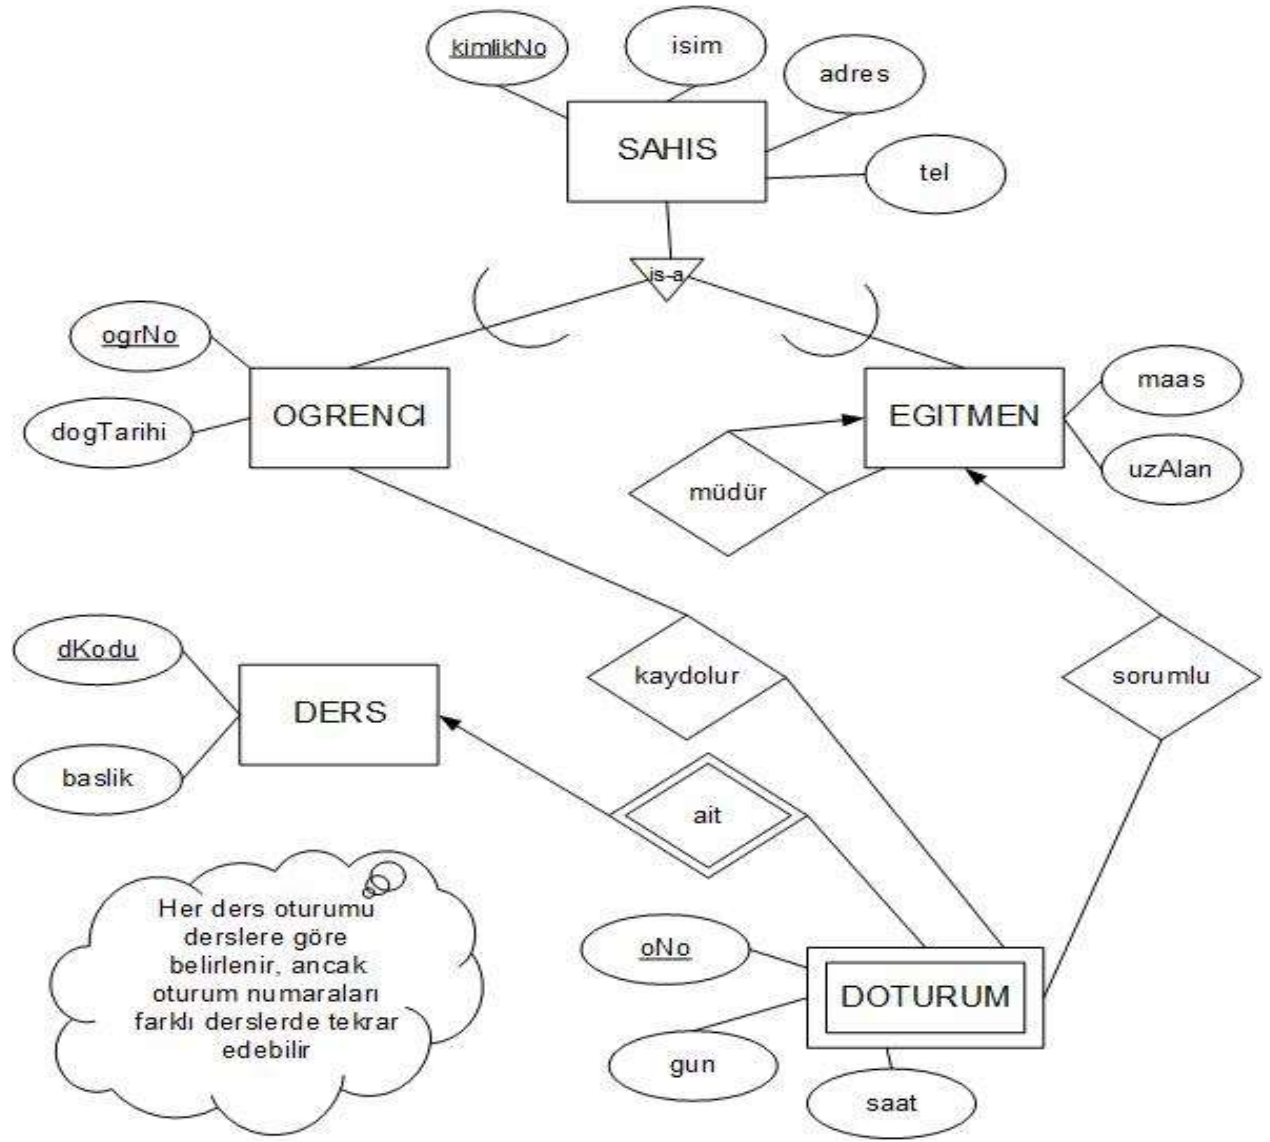 kimlikNo
isim
adres
SAHIS
tel
is-a
ogrNo
dogTarihi
OGRENCI
EGITMEN
maas
uzAlan
müdür
dKodu
baslik
DERS
kaydolur
sorumlu
ait
Her ders oturumu
derslere göre
belirlenir, ancak
oturum numaraları
farklı derslerde tekrar
edebilir
oNo
gun
saat
DOTURUM